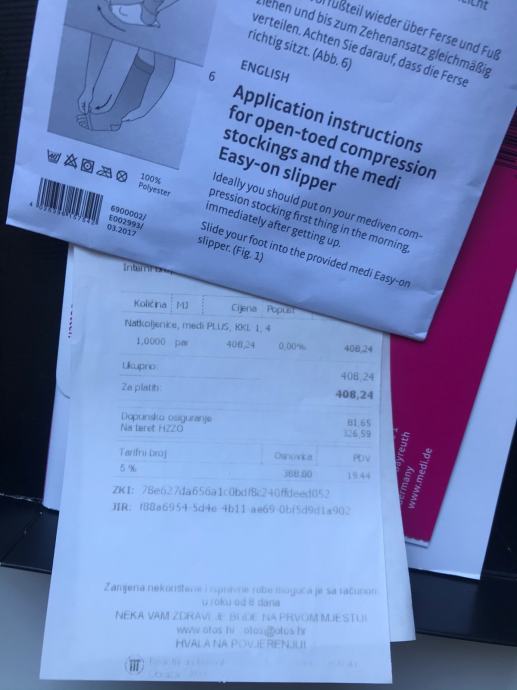 ziehen und bis zum Zehenansatz gleichmäßig
verteilen. Achten Sie darauf, dass die Ferse
richtig sitzt. (Abb. 6)
6
ENGLISH
Application instructions
for open-toed compression
stockings and the medi
Easy-on slipper
Ideally you should put on your mediven com-
pression stocking first thing in the morning,
immediately after getting up.
Slide your foot into the provided medi Easy-on
slipper. (Fig. 1)
100%
Polyester
6900002/
E002993/
03.2017
Količina MJ Cijena Popust
Natkoljenice, medi PLUS, KKL 1, 4
1,0000 par 408,24 0,00% 408,24
Ukupno: 408,24
Za platiti: 408,24
Dopunsko osiguranje 81,65
Na teret HZZO 326,59
Tarifni broj Osnovica PDV
5 % 388,80 19,44
ZKI: 78e627da656a1c0bdf8c240ffdeed052
JIR: f88a6954-5d4e-4b11-ae69-0bf5d9d1a902
Zamjena nekorištene i ispravne robe moguća je sa računom
u roku od 8 dana
NEKA VAM ZDRAVLJE BUDE NA PRVOM MJESTU!
www.otos.hr otos@otos.hr
HVALA NA POVJERENJU!
www.medi.de